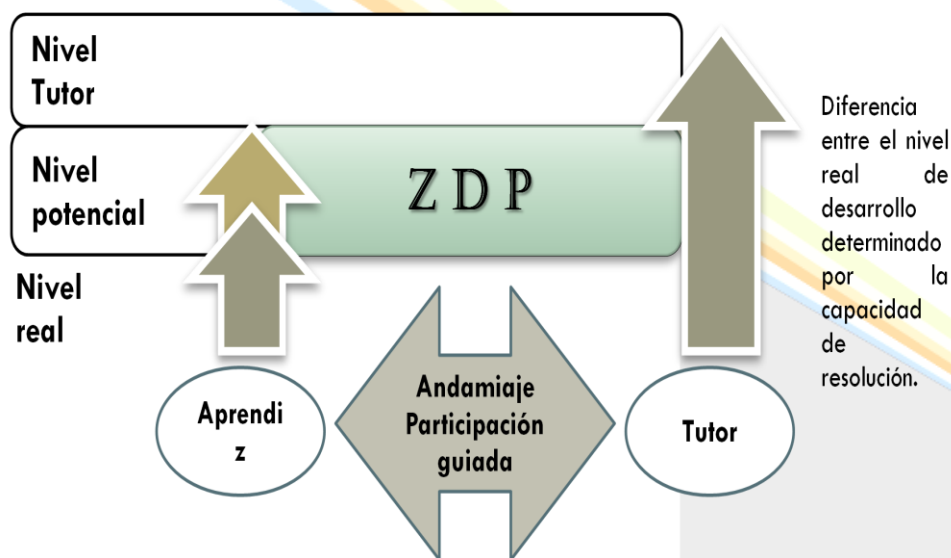 Nivel
Tutor
Nivel
potencial
Z D P
Nivel
real
Aprendi
z
Andamiaje
Participación
guiada
Tutor
Diferencia
entre el nivel
real de
desarrollo
determinado
por la
capacidad
de
resolución.